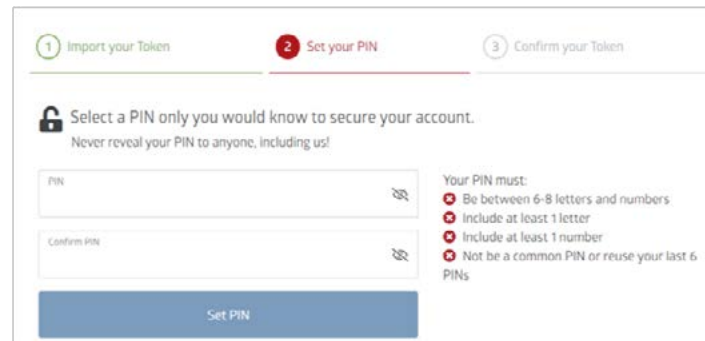 1 Import your Token
2 Set your PIN
3 Confirm your Token
Select a PIN only you would know to secure your account.
Never reveal your PIN to anyone, including us!
PIN
Confirm PIN
Set PIN
Your PIN must:
Be between 6-8 letters and numbers
Include at least 1 letter
Include at least 1 number
Not be a common PIN or reuse your last 6
PINs